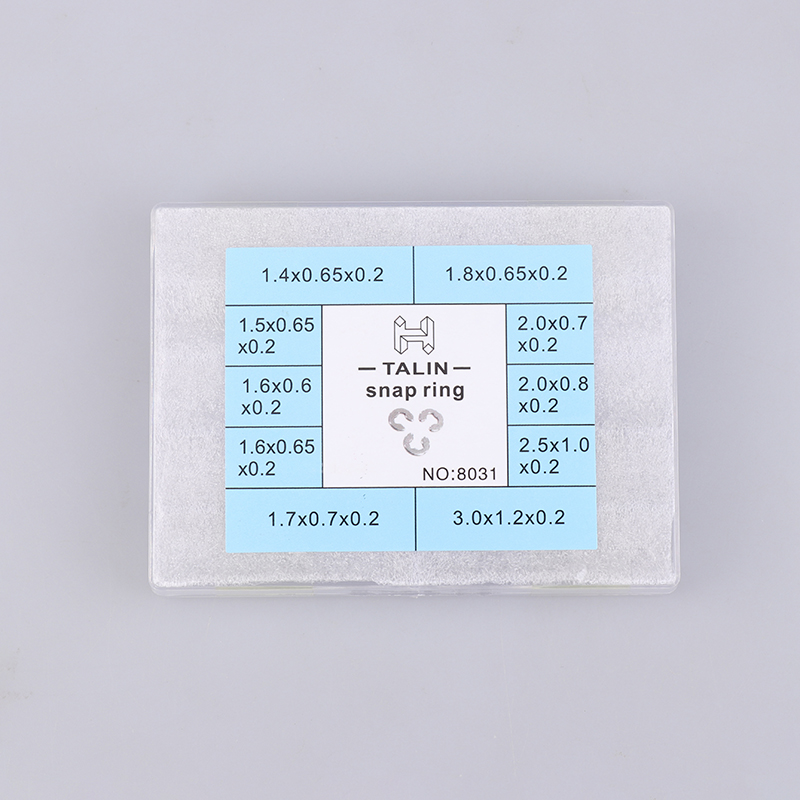 1.4x0.65x0.2
1.8x0.65x0.2
1.5x0.65
x0.2
1.6x0.6
x0.2
1.6x0.65
x0.2
TALIN
snap ring
NO:8031
2.0x0.7
x0.2
2.0x0.8
x0.2
2.5x1.0
x0.2
1.7x0.7x0.2
3.0x1.2x0.2